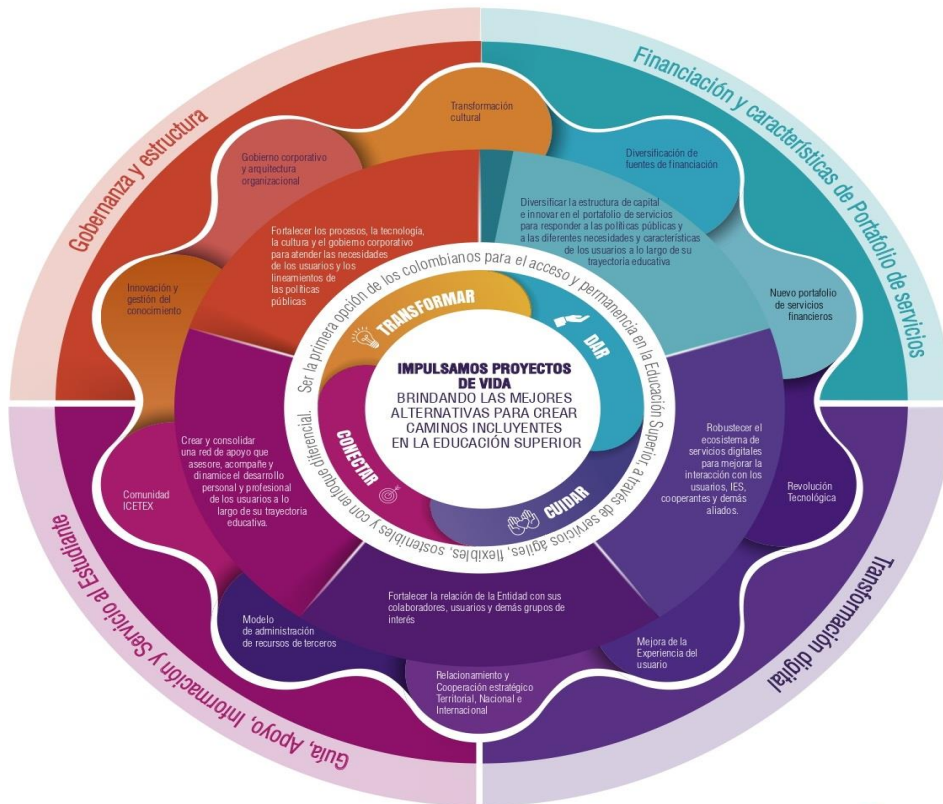 Gobernanza y estructura
Financiación y características de Portafolio de servicios
Transformación
cultural
Gobierno corporativo
y arquitectura
organizacional
Diversificación de
fuentes de financiación
Innovación y
gestión del
conocimiento
Nuevo portafolio
de servicios
financieros
Fortalecer los procesos, la tecnología,
la cultura y el gobierno corporativo
para atender las necesidades
de los usuarios y los
lineamientos de
las políticas
públicas
Diversificar la estructura de capital
e innovar en el portafolio de servicios
para responder a las políticas públicas y
a las diferentes necesidades y características
de los usuarios a lo largo de su
trayectoria educativa
Ser la primera opción de los colombianos para el acceso y permanencia en la Educación Superior, a través de servicios ágiles, flexibles, sostenibles y con enfoque diferencial.
TRANSFORMAR
DAR
IMPULSAMOS PROYECTOS
DE VIDA
BRINDANDO LAS MEJORES
ALTERNATIVAS PARA CREAR
CAMINOS INCLUYENTES
EN LA EDUCACIÓN SUPERIOR
CONECTAR
CUIDAR
Crear y consolidar
una red de apoyo que
asesore, acompañe y
dinamice el desarrollo
personal y profesional
de los usuarios a lo
largo de su trayectoria
educativa.
Robustecer el
ecosistema de
servicios digitales
para mejorar la
interacción con los
usuarios, IES,
cooperantes y demás
aliados.
Comunidad
ICETEX
Revolución
Tecnológica
Fortalecer la relación de la Entidad con sus
colaboradores, usuarios y demás grupos de
interés
Modelo
de administración
de recursos de terceros
Mejora de la
Experiencia del
usuario
Relacionamiento y
Cooperación estratégico
Territorial, Nacional e
Internacional
Guía, Apoyo, Información y Servicio al Estudiante
Transformación digital